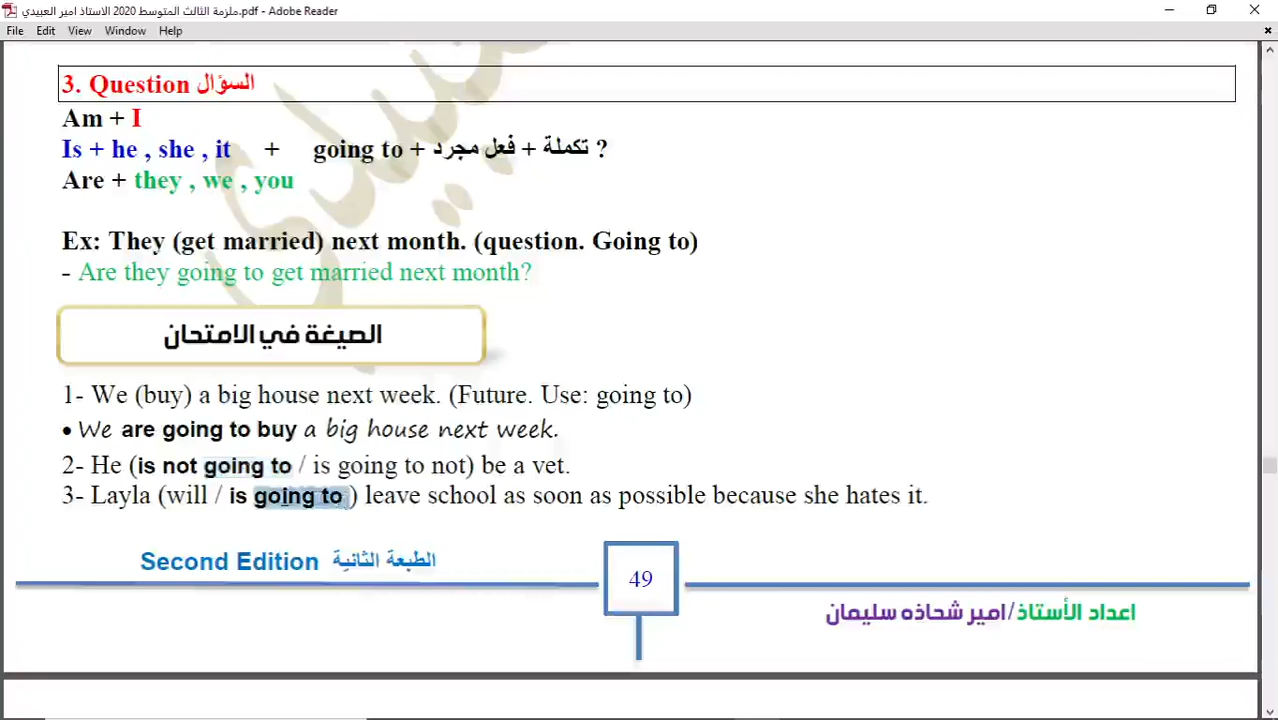 ملزمة الثالث المتوسط 2020 الاستاذ امير العبيدي.pdf - Adobe Reader
File Edit View Window Help
3. Question السؤال
Am + I
Is + he , she , it + going to + فعل مجرد + تكملة ?
Are + they , we , you
Ex: They (get married) next month. (question. Going to)
- Are they going to get married next month?
الصيغة في الامتحان
1- We (buy) a big house next week. (Future. Use: going to)
• We are going to buy a big house next week.
2- He (is not going to / is going to not) be a vet.
3- Layla (will / is going to ) leave school as soon as possible because she hates it.
Second Edition الطبعة الثانية
49
اعداد الأستاذ/امير شحاذه سليمان